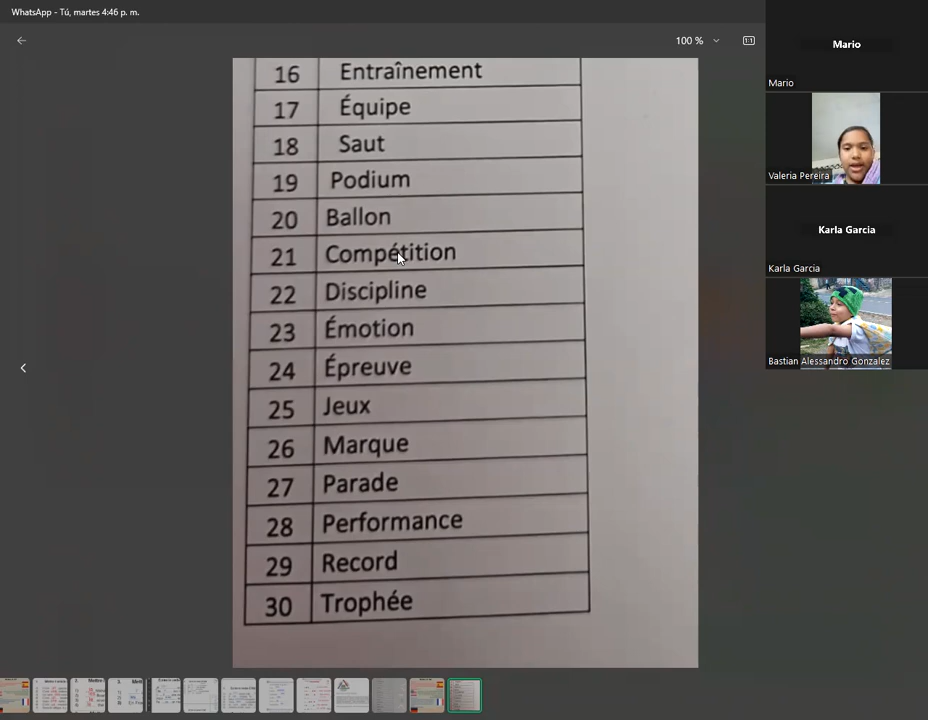 WhatsApp - Tú, martes 4:46 p. m.
100 %
1:1
16 Entraînement
17 Équipe
18 Saut
19 Podium
20 Ballon
21 Compétition
22 Discipline
23 Émotion
24 Épreuve
25 Jeux
26 Marque
27 Parade
28 Performance
29 Record
30 Trophée
Mario
Mario
Valeria Pereira
Karla Garcia
Karla Garcia
Bastian Alessandro Gonzalez